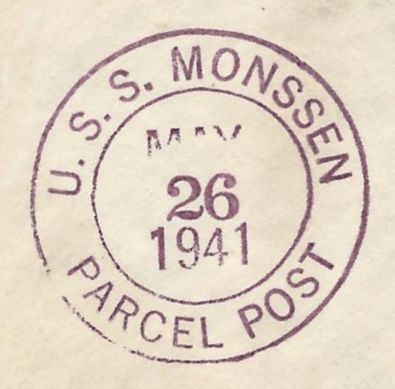 U.S.S. MONSSEN
MAY
26
1941
PARCEL POST